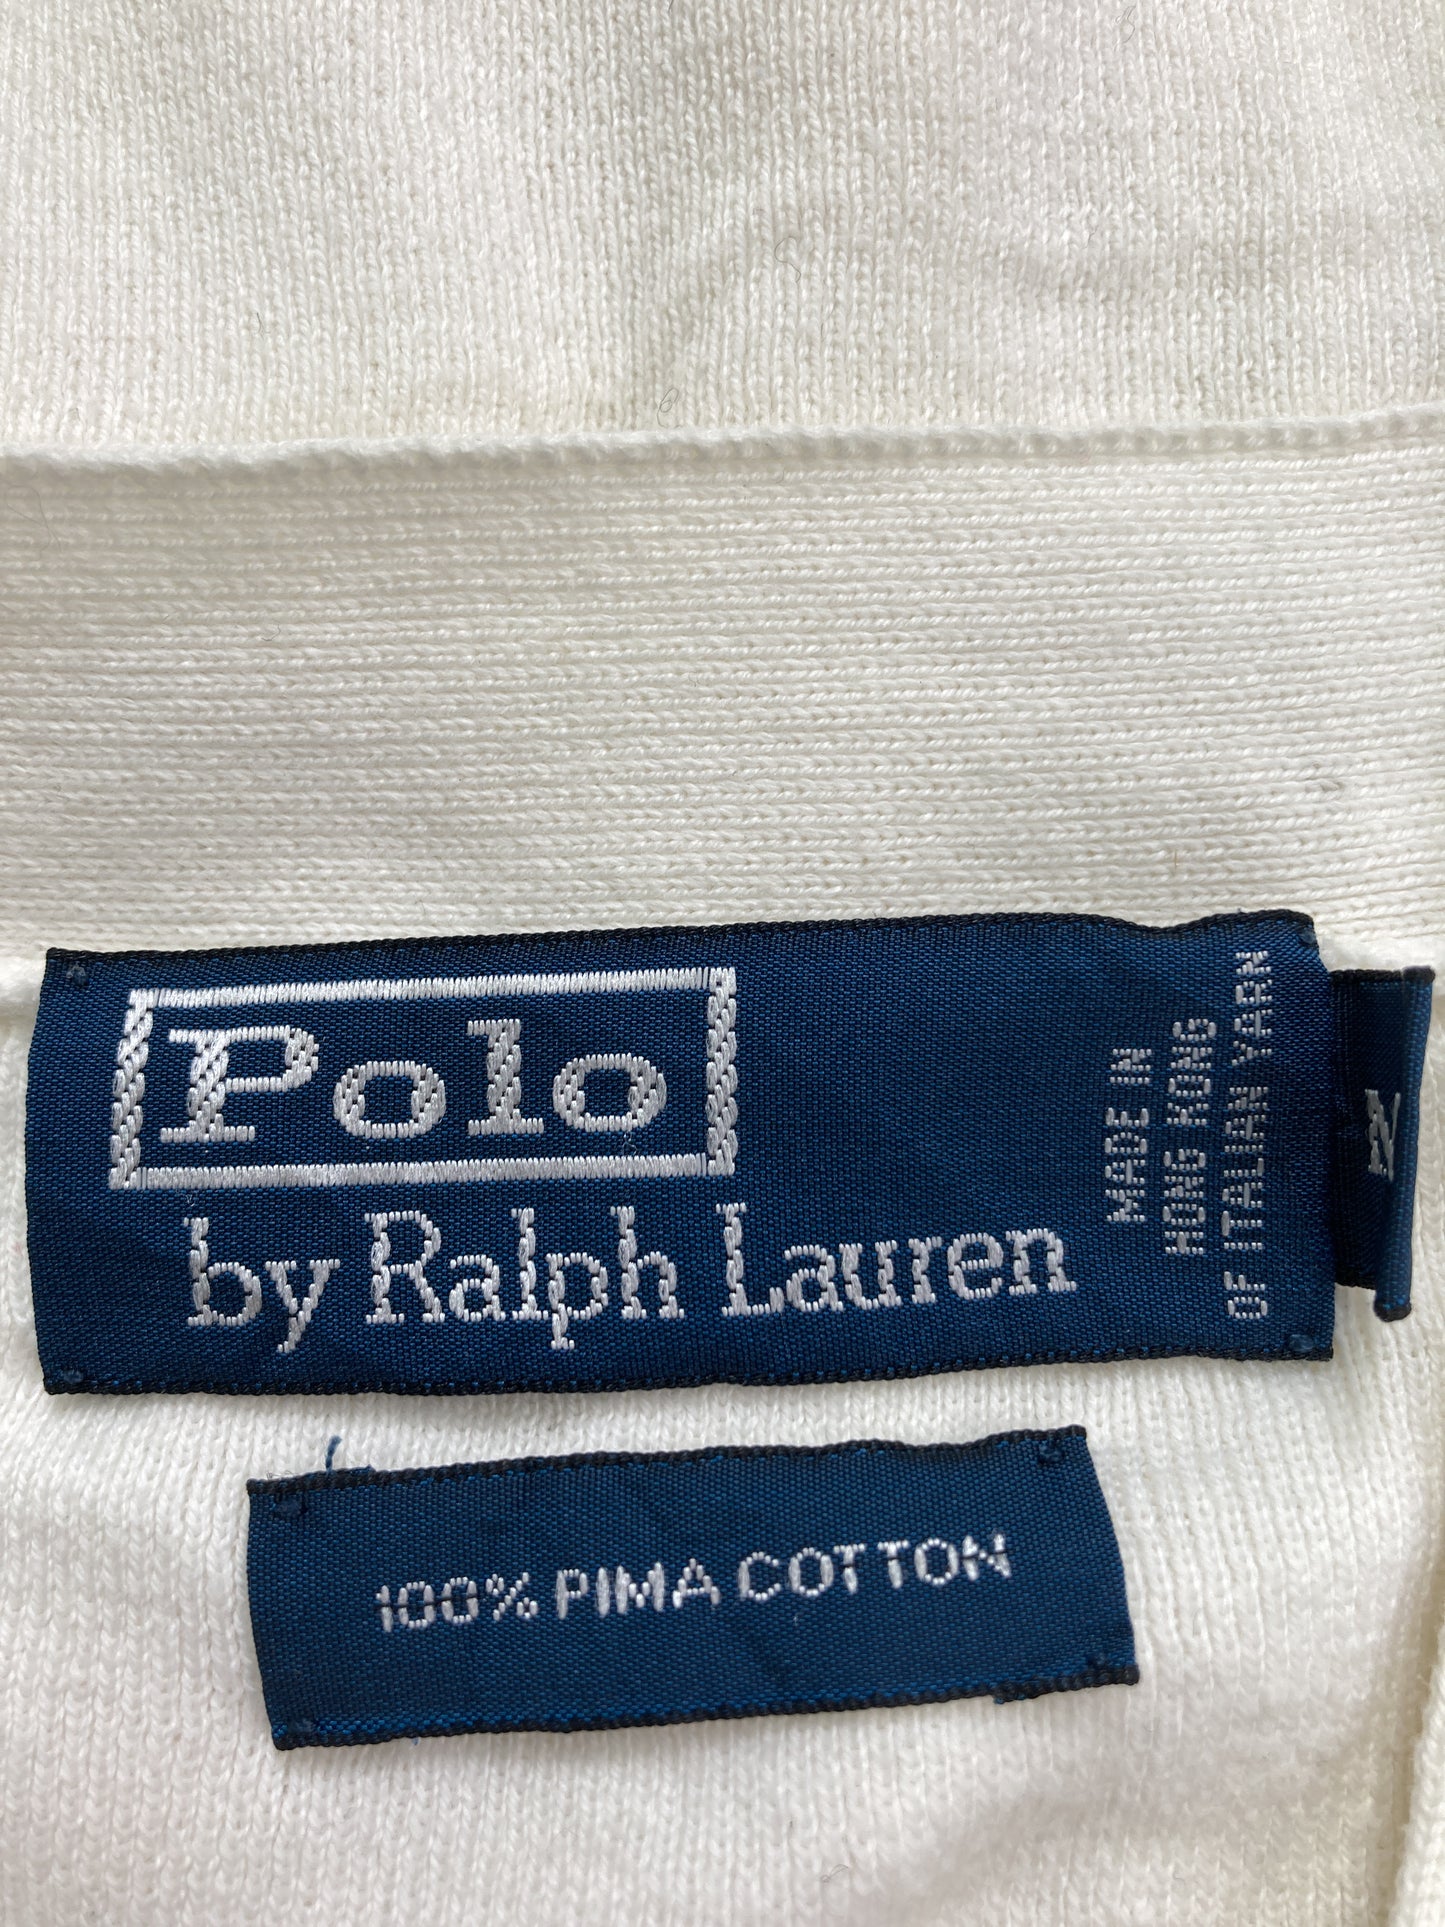 Polo
by Ralph Lauren
MADE IN
HONG KONG
OF ITALIAN YARN
100% PIMA COTTON